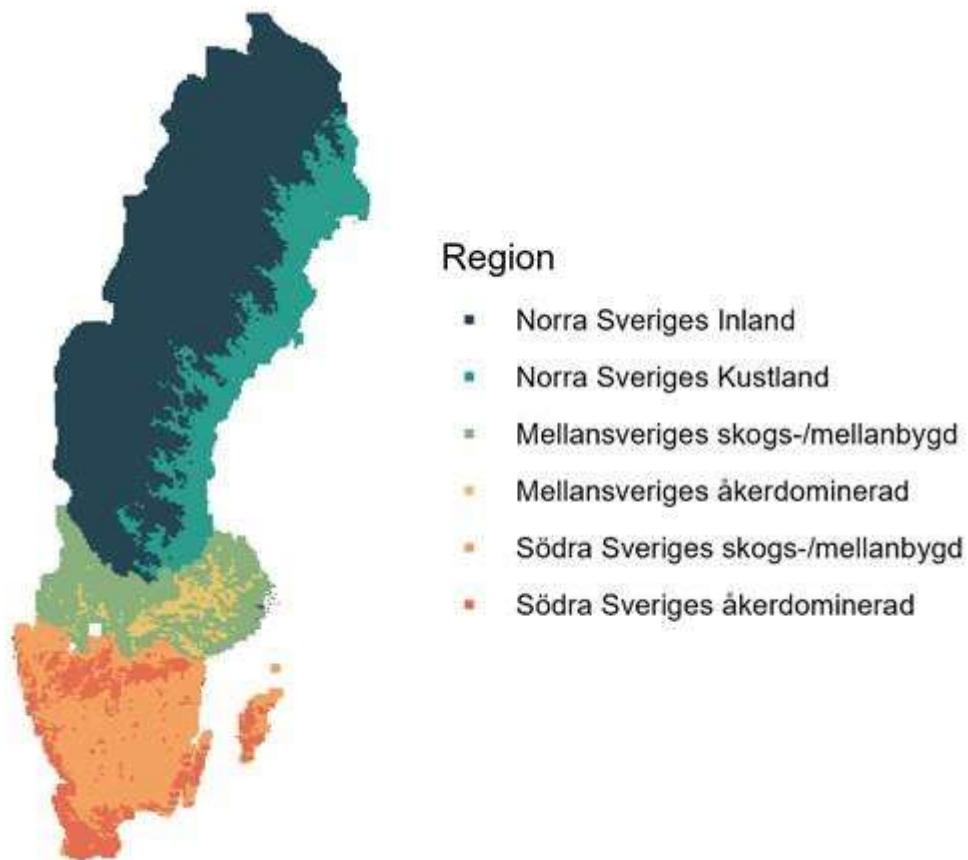 Region
Norra Sveriges Inland
Norra Sveriges Kustland
Mellansveriges skogs-/mellanbygd
Mellansveriges åkerdominerad
Södra Sveriges skogs-/mellanbygd
Södra Sveriges åkerdominerad